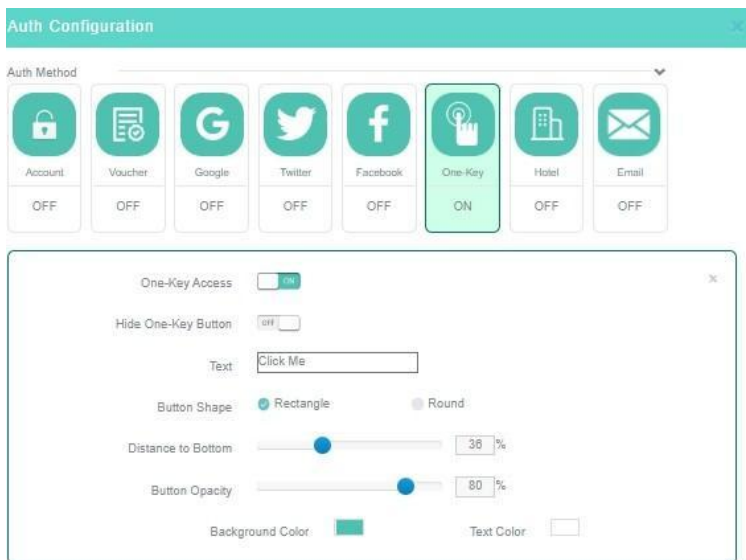 Auth Configuration
Auth Method
Account Voucher Google Twitter Facebook One-Key Hotel Email
OFF OFF OFF OFF OFF ON OFF OFF
One-Key Access ON
Hide One-Key Button OFF
Text Click Me
Button Shape Rectangle Round
Distance to Bottom 36 %
Button Opacity 80 %
Background Color Text Color